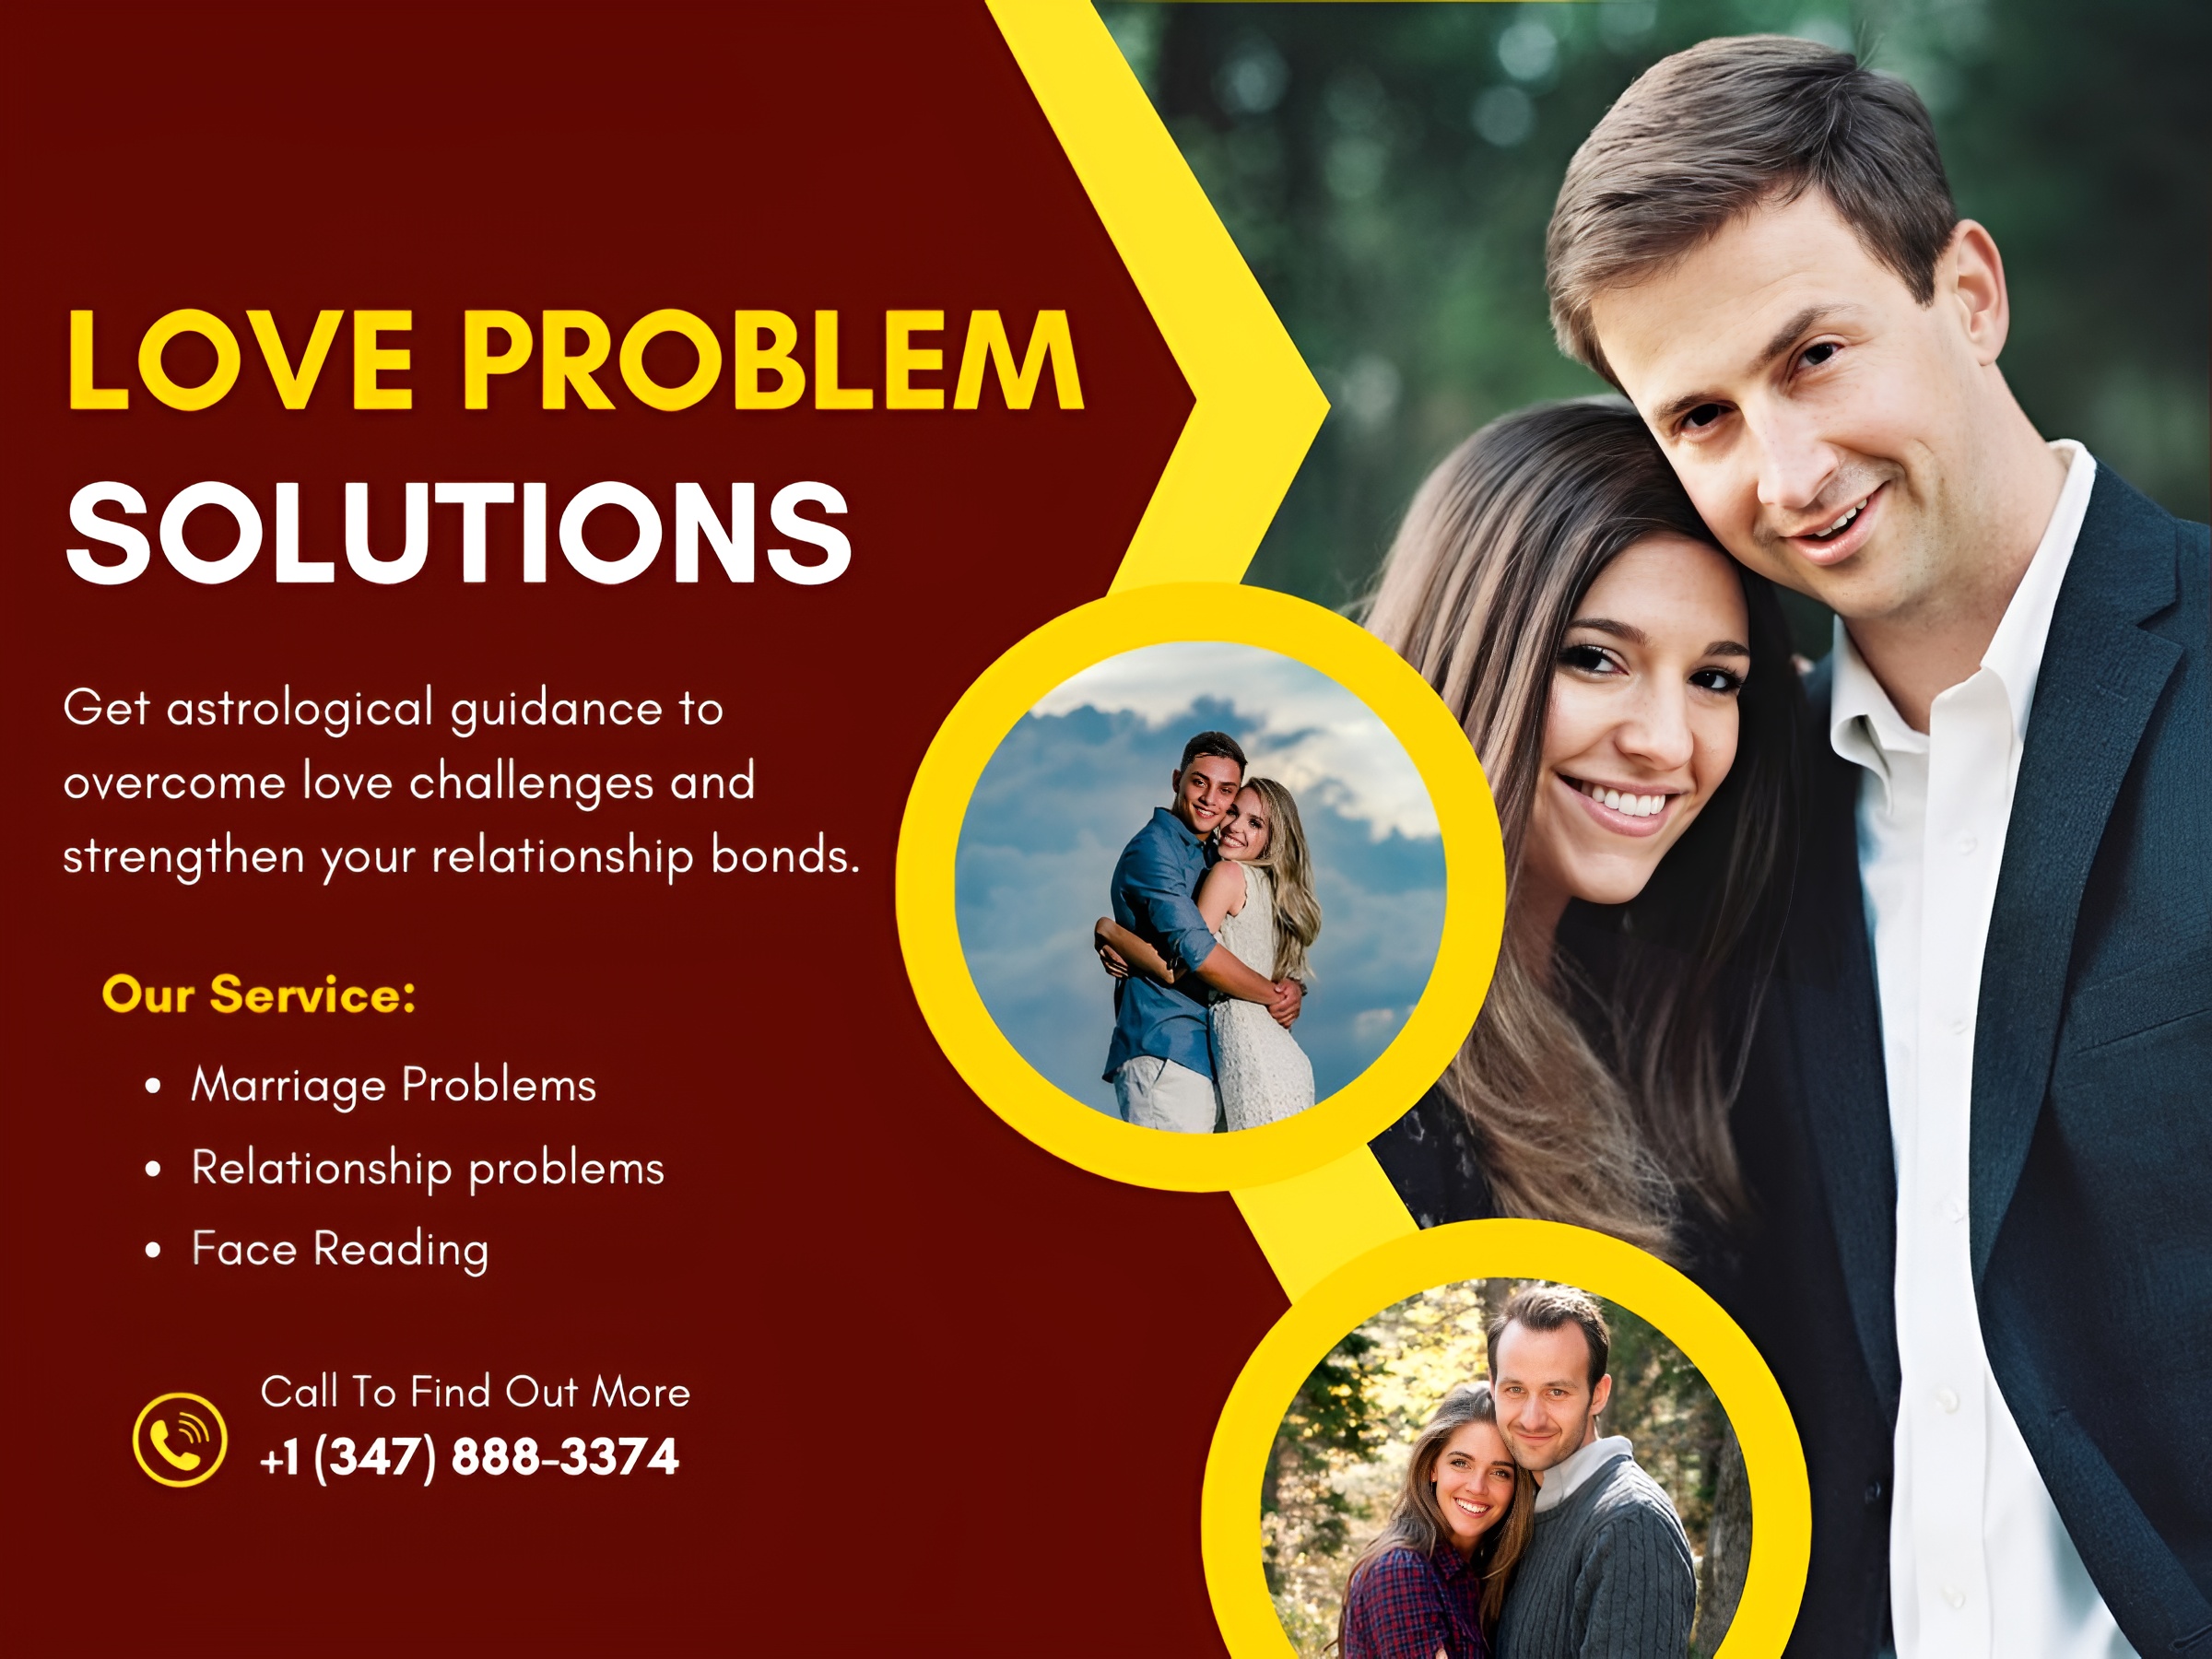 LOVE PROBLEM
SOLUTIONS
Get astrological guidance to
overcome love challenges and
strengthen your relationship bonds.
Our Service:
• Marriage Problems
• Relationship problems
• Face Reading
Call To Find Out More
+1 (347) 888-3374